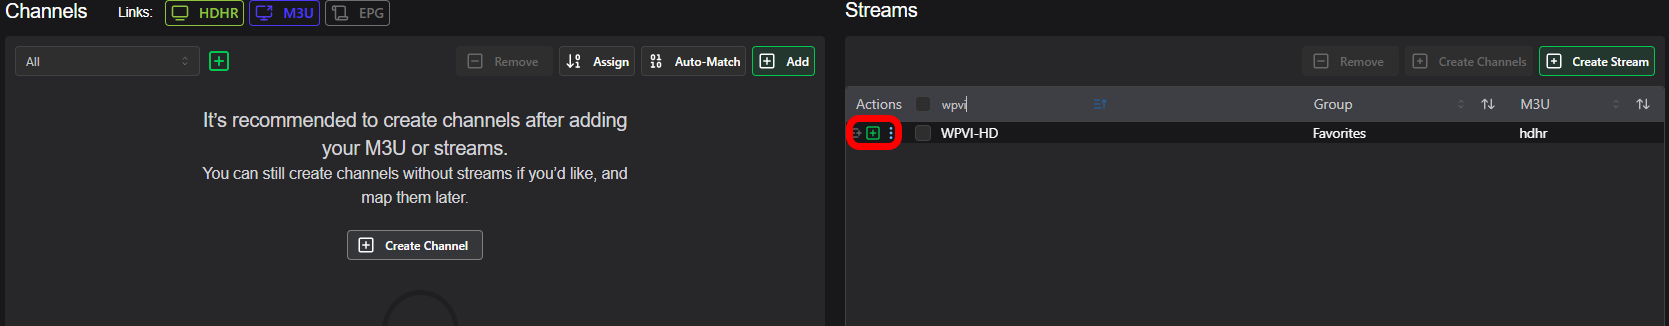 Channels Links: HDHR M3U EPG
All Remove Assign Auto-Match Add
It's recommended to create channels after adding
your M3U or streams.
You can still create channels without streams if you'd like, and
map them later.
Create Channel
Streams
Remove Create Channels Create Stream
Actions wpvi Group M3U
WPVI-HD Favorites hdhr